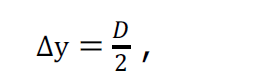 Δy = D/2 ,